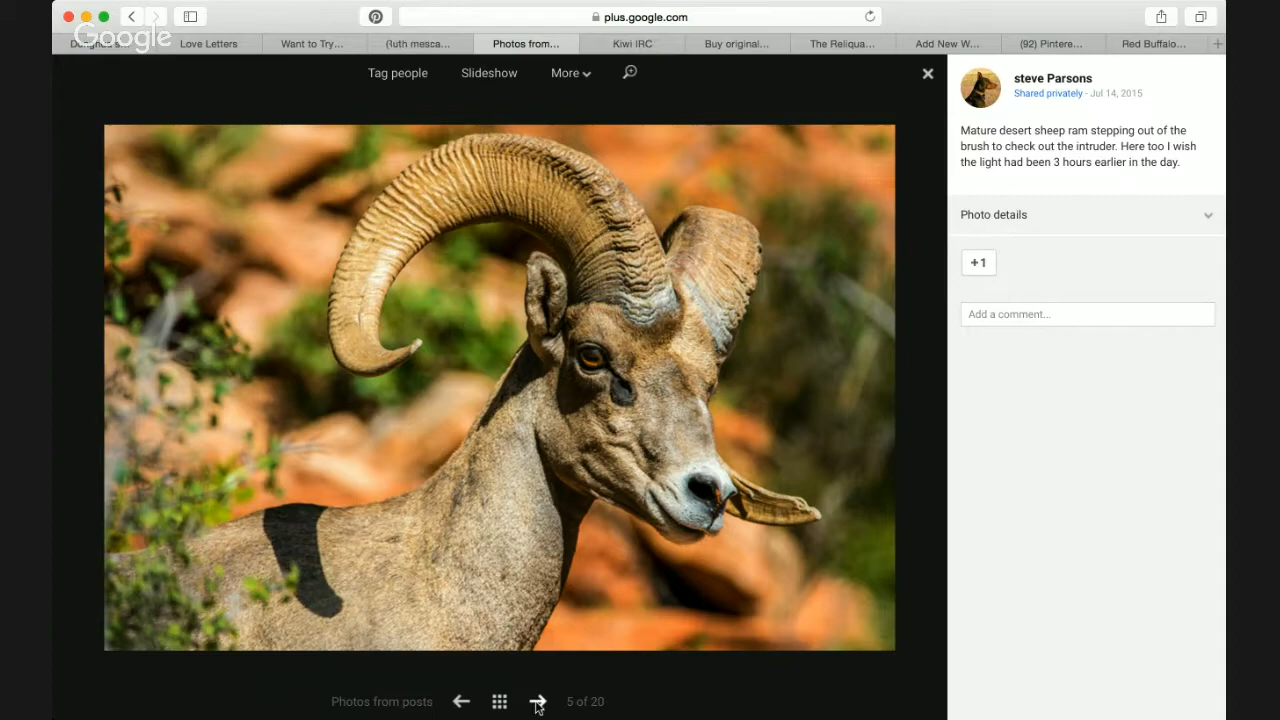 plus.google.com
Google
Love Letters
Want to Try...
(luth mesca...
Photos from...
Kiwi IRC
Buy original...
The Reliqua...
Add New W...
(92) Pintere...
Red Buffalo...
Tag people
Slideshow
More
steve Parsons
Shared privately - Jul 14, 2015
Mature desert sheep ram stepping out of the
brush to check out the intruder. Here too I wish
the light had been 3 hours earlier in the day.
Photo details
+1
Add a comment...
Photos from posts
5 of 20